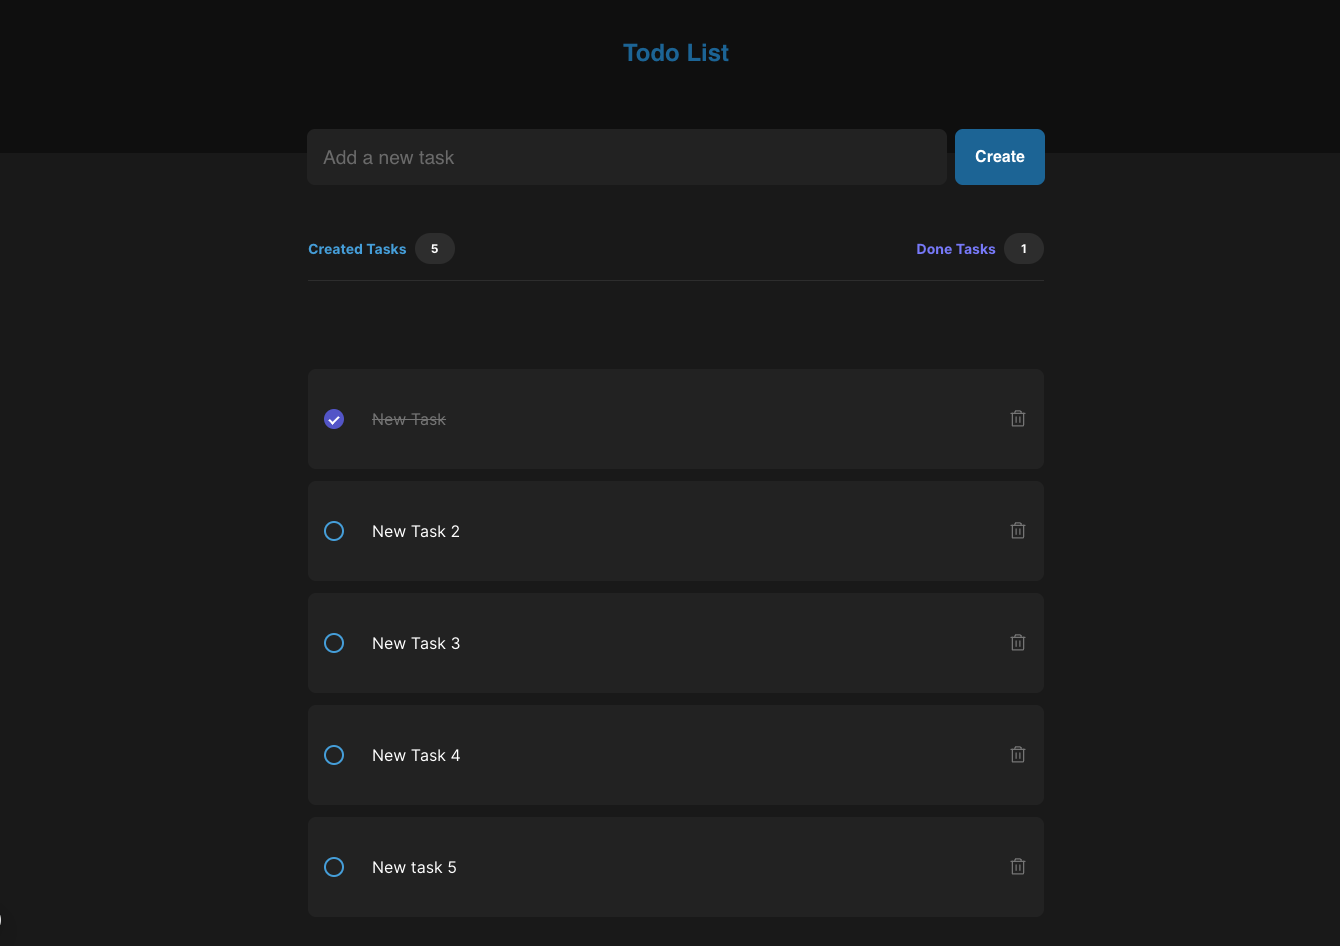 Todo List
Add a new task
Create
Created Tasks 5
Done Tasks 1
New Task
New Task 2
New Task 3
New Task 4
New task 5